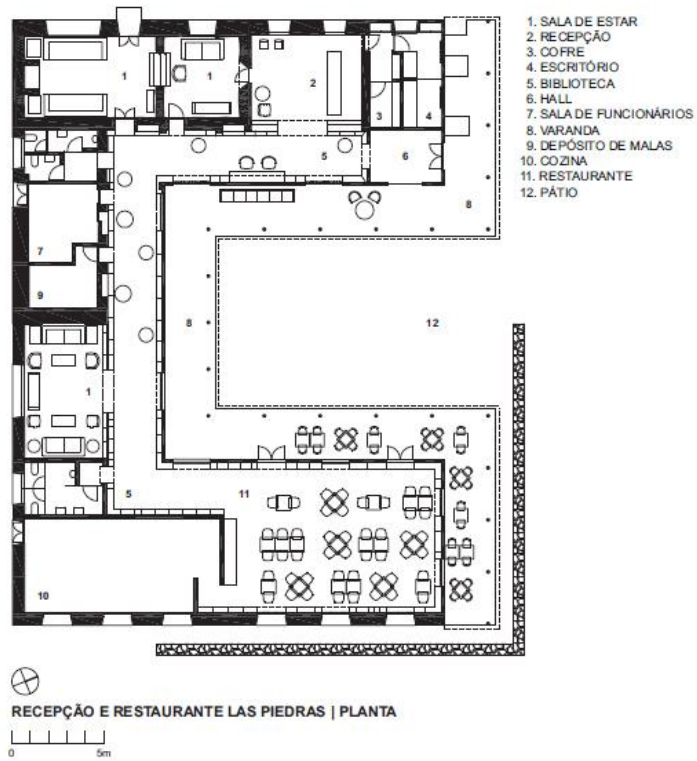 1. SALA DE ESTAR
2. RECEPÇÃO
3. COFRE
4. ESCRITÓRIO
5. BIBLIOTECA
6. HALL
7. SALA DE FUNCIONÁRIOS
8. VARANDA
9. DEPÓSITO DE MALAS
10. COZINA
11. RESTAURANTE
12. PÁTIO
1
1
2
3
4
5
6
8
7
9
8
12
1
5
11
10
RECEPÇÃO E RESTAURANTE LAS PIEDRAS | PLANTA
0 5m